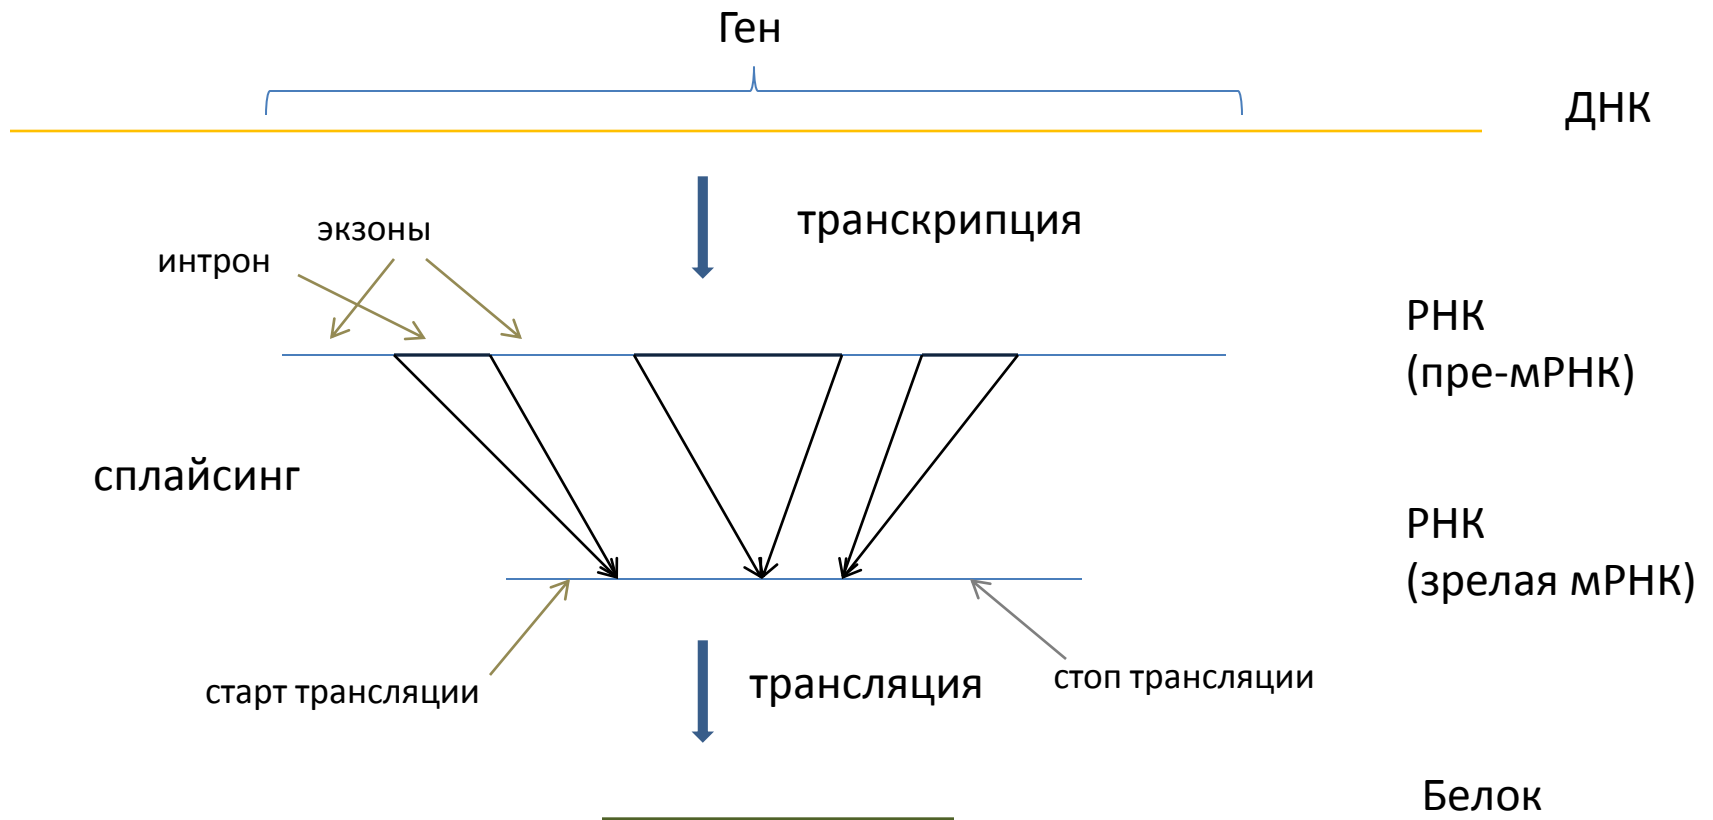 Ген
ДНК
транскрипция
экзоны
интрон
РНК
(пре-мРНК)
сплайсинг
РНК
(зрелая мРНК)
старт трансляции
трансляция
стоп трансляции
Белок